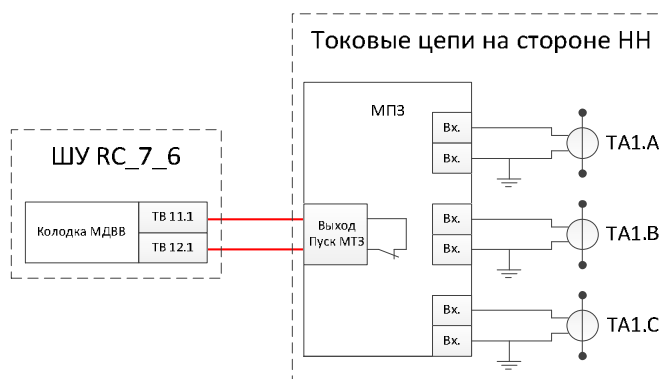 Токовые цепи на стороне НН
МПЗ
ШУ RC_7_6
Колодка МДВВ
ТВ 11.1
ТВ 12.1
Выход
Пуск МТЗ
Вх.
Вх.
ТА1.А
Вх.
Вх.
ТА1.В
Вх.
Вх.
ТА1.С